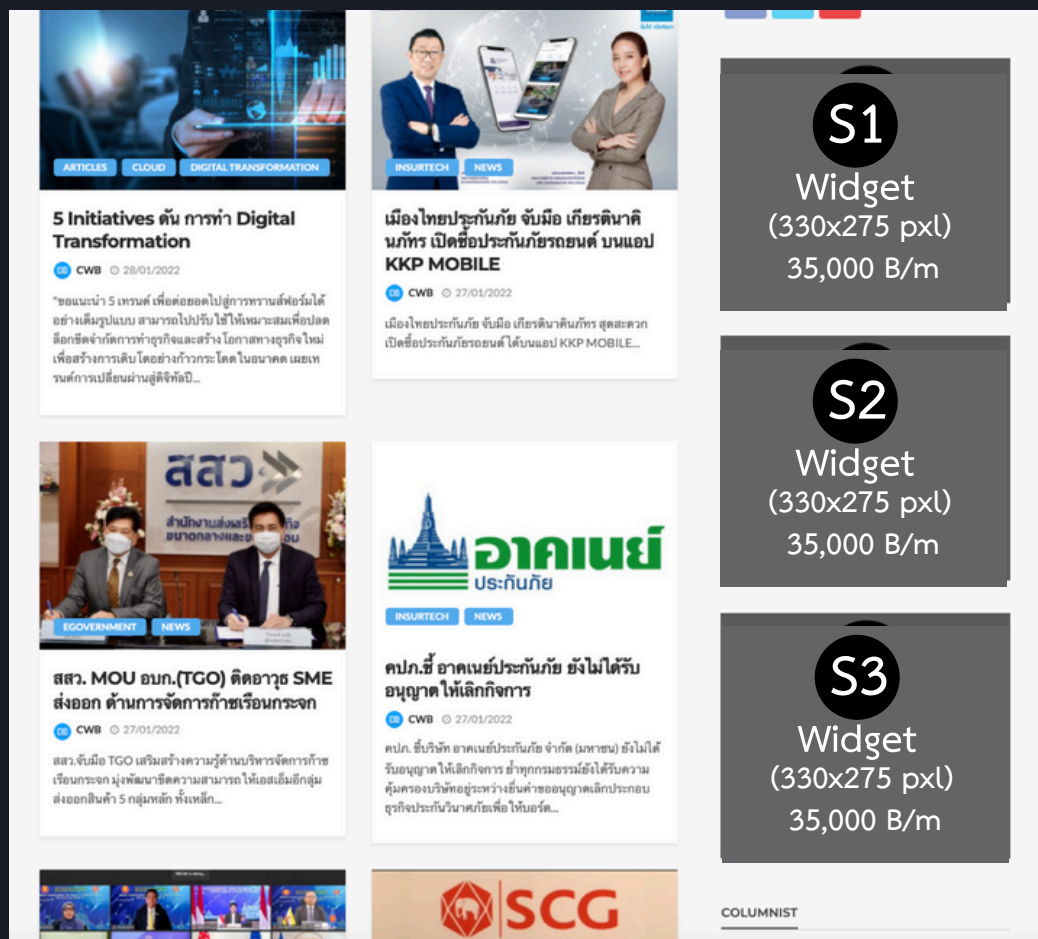 ARTICLES CLOUD DIGITAL TRANSFORMATION
5 Initiatives ดัน การทำ Digital
Transformation
CWB 28/01/2022
"ขอแนะนำ 5 เทรนด์ เพื่อต่อยอดไปสู่การทรานส์ฟอร์มได้
อย่างเต็มรูปแบบ สามารถไปปรับ ใช้ให้เหมาะสมเพื่อปลด
ล็อกขีดจำกัดการทำธุรกิจและสร้างโอกาสทางธุรกิจใหม่
เพื่อสร้างการเติบโตอย่างก้าวกระโดดในอนาคต เผยเท
รนด์การเปลี่ยนผ่านสู่ดิจิทัลปี...
INSURTECH NEWS
เมืองไทยประกันภัย จับมือ เกียรตินาคิ
นภัทร เปิดซื้อประกันภัยรถยนต์ บนแอป
KKP MOBILE
CWB 27/01/2022
เมืองไทยประกันภัย จับมือ เกียรตินาคินภัทร สุดสะดวก
เปิดซื้อประกันภัยรถยนต์ได้บนแอป KKP MOBILE...
สสว
สำนักงานส่งเสริ
ขนาดกลางและข
EGOVERNMENT NEWS
สสว. MOU อบก.(TGO) ติดอาวุธ SME
ส่งออก ด้านการจัดการก๊าซเรือนกระจก
CWB 27/01/2022
สสว.จับมือ TGO เสริมสร้างความรู้ด้านบริหารจัดการก๊าซ
เรือนกระจก มุ่งพัฒนาขีดความสามารถ ให้เอสเอ็มอีกลุ่ม
ส่งออกสินค้า 5 กลุ่มหลัก ทั้งเหล็ก...
อาคเนย์
ประกันภัย
INSURTECH NEWS
คปภ.ชี้ อาคเนย์ประกันภัย ยังไม่ได้รับ
อนุญาตให้เลิกกิจการ
CWB 27/01/2022
คปภ. ชี้บริษัท อาคเนย์ประกันภัย จำกัด (มหาชน) ยังไม่ได้
รับอนุญาตให้เลิกกิจการ ย้ำทุกกรมธรรม์ยังได้รับความ
คุ้มครองบริษัทอยู่ระหว่างยื่นคำขออนุญาตเลิกประกอบ
ธุรกิจประกันวินาศภัยเพื่อให้บอร์ด...
SCG
S1
Widget
(330x275 pxl)
35,000 B/m
S2
Widget
(330x275 pxl)
35,000 B/m
S3
Widget
(330x275 pxl)
35,000 B/m
COLUMNIST